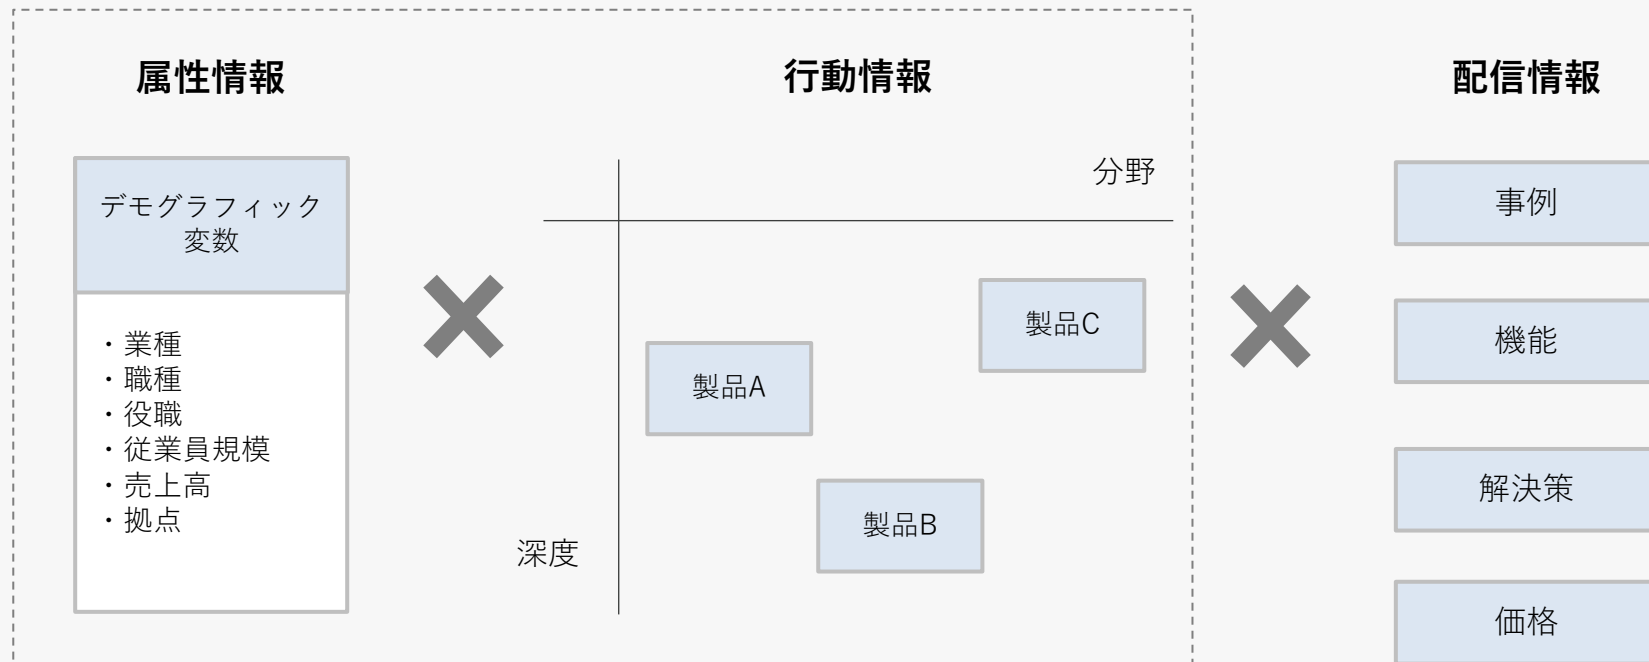 属性情報
デモグラフィック
変数
・業種
・職種
・役職
・従業員規模
・売上高
・拠点
行動情報
分野
深度
製品A
製品B
製品C
配信情報
事例
機能
解決策
価格